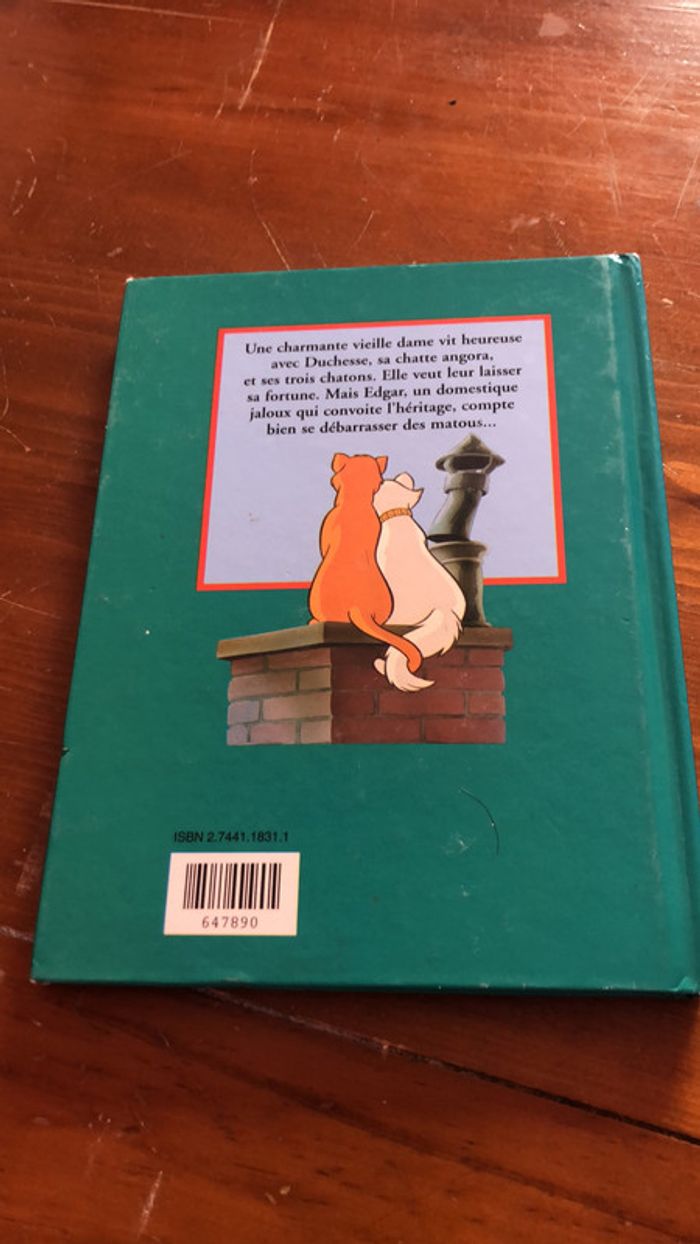 Une charmante vieille dame vit heureuse
avec Duchesse, sa chatte angora,
et ses trois chatons. Elle veut leur laisser
sa fortune. Mais Edgar, un domestique
jaloux qui convoite l'héritage, compte
bien se débarrasser des matous...
ISBN 2.7441.1831.1
647890